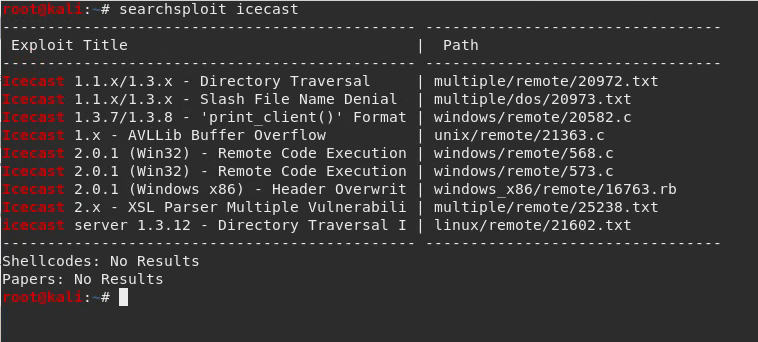 root@kali:~# searchsploit icecast
--------------------------------------------- ---------------------------------
 Exploit Title                                |  Path
--------------------------------------------- ---------------------------------
Icecast 1.1.x/1.3.x - Directory Traversal     | multiple/remote/20972.txt
Icecast 1.1.x/1.3.x - Slash File Name Denial  | multiple/dos/20973.txt
Icecast 1.3.7/1.3.8 - 'print_client()' Format | windows/remote/20582.c
Icecast 1.x - AVLLib Buffer Overflow          | unix/remote/21363.c
Icecast 2.0.1 (Win32) - Remote Code Execution | windows/remote/568.c
Icecast 2.0.1 (Win32) - Remote Code Execution | windows/remote/573.c
Icecast 2.0.1 (Windows x86) - Header Overwrit | windows_x86/remote/16763.rb
Icecast 2.x - XSL Parser Multiple Vulnerabili | multiple/remote/25238.txt
icecast server 1.3.12 - Directory Traversal I | linux/remote/21602.txt
--------------------------------------------- ---------------------------------
Shellcodes: No Results
Papers: No Results
root@kali:~#